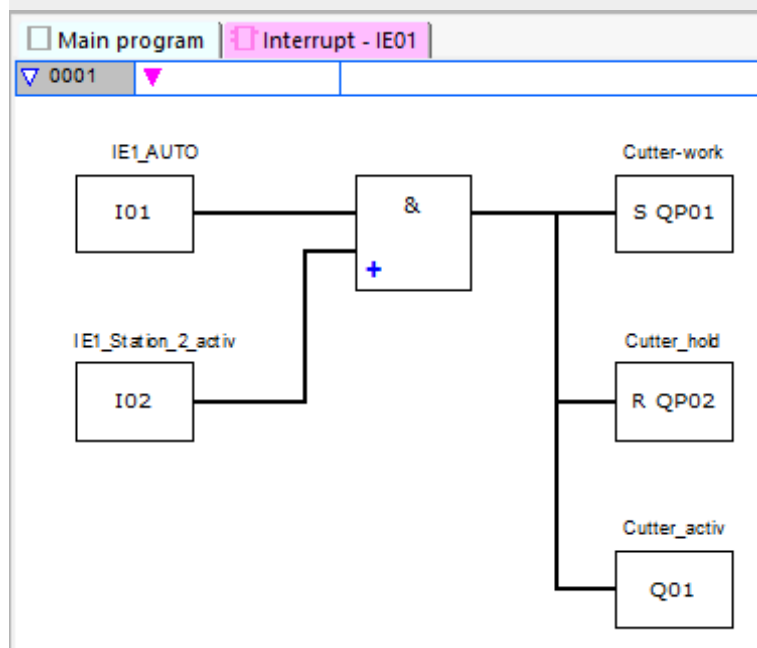 Main program
Interrupt - IE01
0001
IE1_AUTO
Cutter-work
I01
&
S QP01
+
IE1_Station_2_activ
Cutter_hold
I02
R QP02
Cutter_activ
Q01